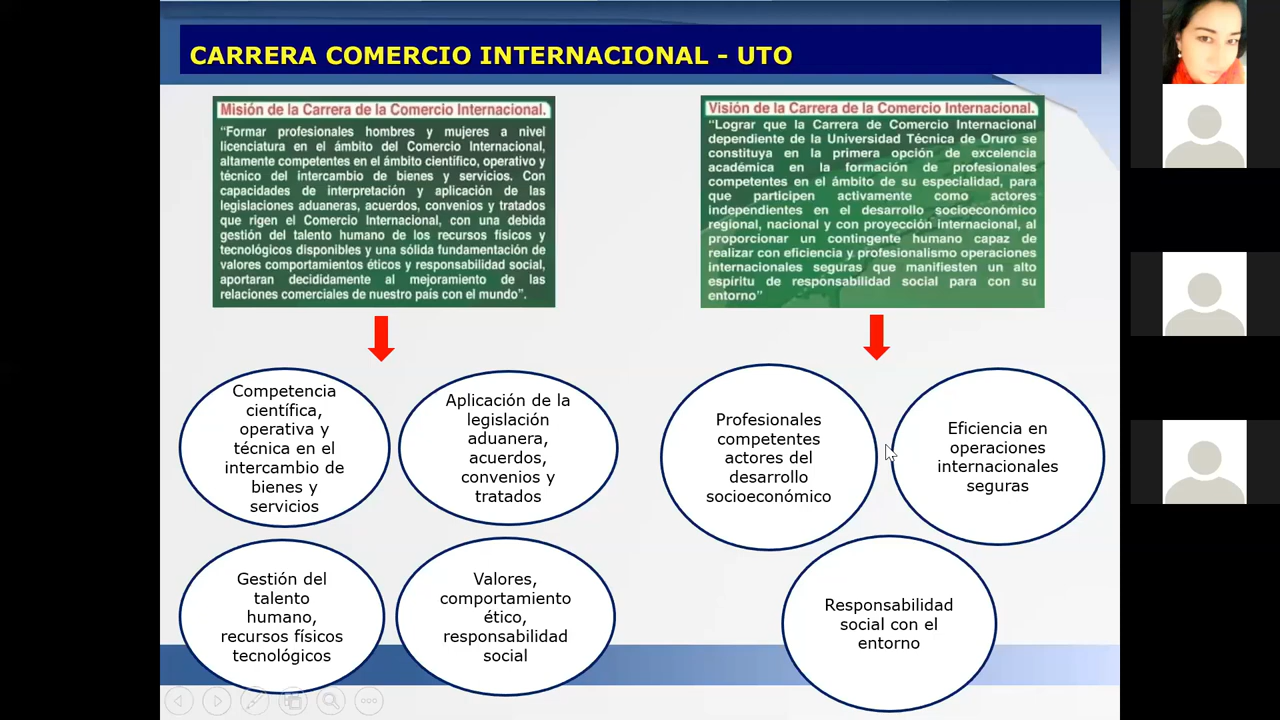 CARRERA COMERCIO INTERNACIONAL - UTO
Misión de la Carrera de la Comercio Internacional.
“Formar profesionales hombres y mujeres a nivel
licenciatura en el ámbito del Comercio Internacional,
altamente competentes en el ámbito científico, operativo y
técnico del intercambio de bienes y servicios. Con
capacidades de interpretación y aplicación de las
legislaciones aduaneras, acuerdos, convenios y tratados
que rigen el Comercio Internacional, con una debida
gestión del talento humano de los recursos físicos y
tecnológicos disponibles y una sólida fundamentación de
valores comportamientos éticos y responsabilidad social,
aportaran decididamente al mejoramiento de las
relaciones comerciales de nuestro país con el mundo”.
Visión de la Carrera de la Comercio Internacional.
“Lograr que la Carrera de Comercio Internacional
dependiente de la Universidad Técnica de Oruro se
constituya en la primera opción de excelencia
académica en la formación de profesionales
competentes en el ámbito de su especialidad, para
que participen activamente como actores
independientes en el desarrollo socioeconómico
regional, nacional y con proyección internacional, al
proporcionar un contingente humano capaz de
realizar con eficiencia y profesionalismo operaciones
internacionales seguras que manifiesten un alto
espíritu de responsabilidad social para con su
entorno”
Competencia
científica,
operativa y
técnica en el
intercambio de
bienes y
servicios
Aplicación de la
legislación
aduanera,
acuerdos,
convenios y
tratados
Gestión del
talento
humano,
recursos físicos
tecnológicos
Valores,
comportamiento
ético,
responsabilidad
social
Profesionales
competentes
actores del
desarrollo
socioeconómico
Eficiencia en
operaciones
internacionales
seguras
Responsabilidad
social con el
entorno